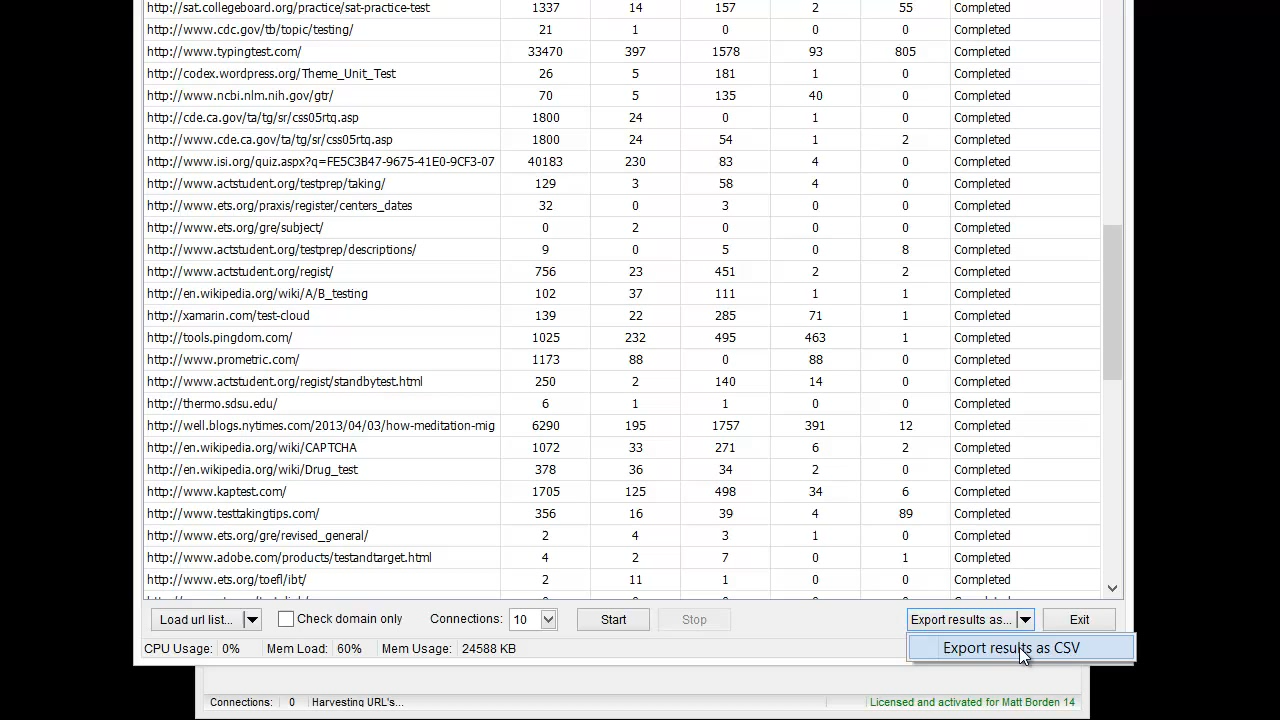 http://sat.collegeboard.org/practice/sat-practice-test 1337 14 157 2 55 Completed
http://www.cdc.gov/tb/topic/testing/ 21 1 0 0 0 Completed
http://www.typingtest.com/ 33470 397 1578 93 805 Completed
http://codex.wordpress.org/Theme_Unit_Test 26 5 181 1 0 Completed
http://www.ncbi.nlm.nih.gov/gtr/ 70 5 135 40 0 Completed
http://cde.ca.gov/ta/tg/sr/css05rtq.asp 1800 24 0 1 0 Completed
http://www.cde.ca.gov/ta/tg/sr/css05rtq.asp 1800 24 54 1 2 Completed
http://www.isi.org/quiz.aspx?q=FE5C3B47-9675-41E0-9CF3-07 40183 230 83 4 0 Completed
http://www.actstudent.org/testprep/taking/ 129 3 58 4 0 Completed
http://www.ets.org/praxis/register/centers_dates 32 0 3 0 0 Completed
http://www.ets.org/gre/subject/ 0 2 0 0 0 Completed
http://www.actstudent.org/testprep/descriptions/ 9 0 5 0 8 Completed
http://www.actstudent.org/regist/ 756 23 451 2 2 Completed
http://en.wikipedia.org/wiki/A/B_testing 102 37 111 1 1 Completed
http://xamarin.com/test-cloud 139 22 285 71 1 Completed
http://tools.pingdom.com/ 1025 232 495 463 1 Completed
http://www.prometric.com/ 1173 88 0 88 0 Completed
http://www.actstudent.org/regist/standbytest.html 250 2 140 14 0 Completed
http://thermo.sdsu.edu/ 6 1 1 0 0 Completed
http://well.blogs.nytimes.com/2013/04/03/how-meditation-mig 6290 195 1757 391 12 Completed
http://en.wikipedia.org/wiki/CAPTCHA 1072 33 271 6 2 Completed
http://en.wikipedia.org/wiki/Drug_test 378 36 34 2 0 Completed
http://www.kaptest.com/ 1705 125 498 34 6 Completed
http://www.testtakingtips.com/ 356 16 39 4 89 Completed
http://www.ets.org/gre/revised_general/ 2 4 3 1 0 Completed
http://www.adobe.com/products/testandtarget.html 4 2 7 0 1 Completed
http://www.ets.org/toefl/ibt/ 2 11 1 0 0 Completed
Load url list... Check domain only Connections: 10 Start Stop Export results as... Exit
CPU Usage: 0% Mem Load: 60% Mem Usage: 24588 KB Export results as CSV
Connections: 0 Harvesting URL's... Licensed and activated for Matt Borden 14